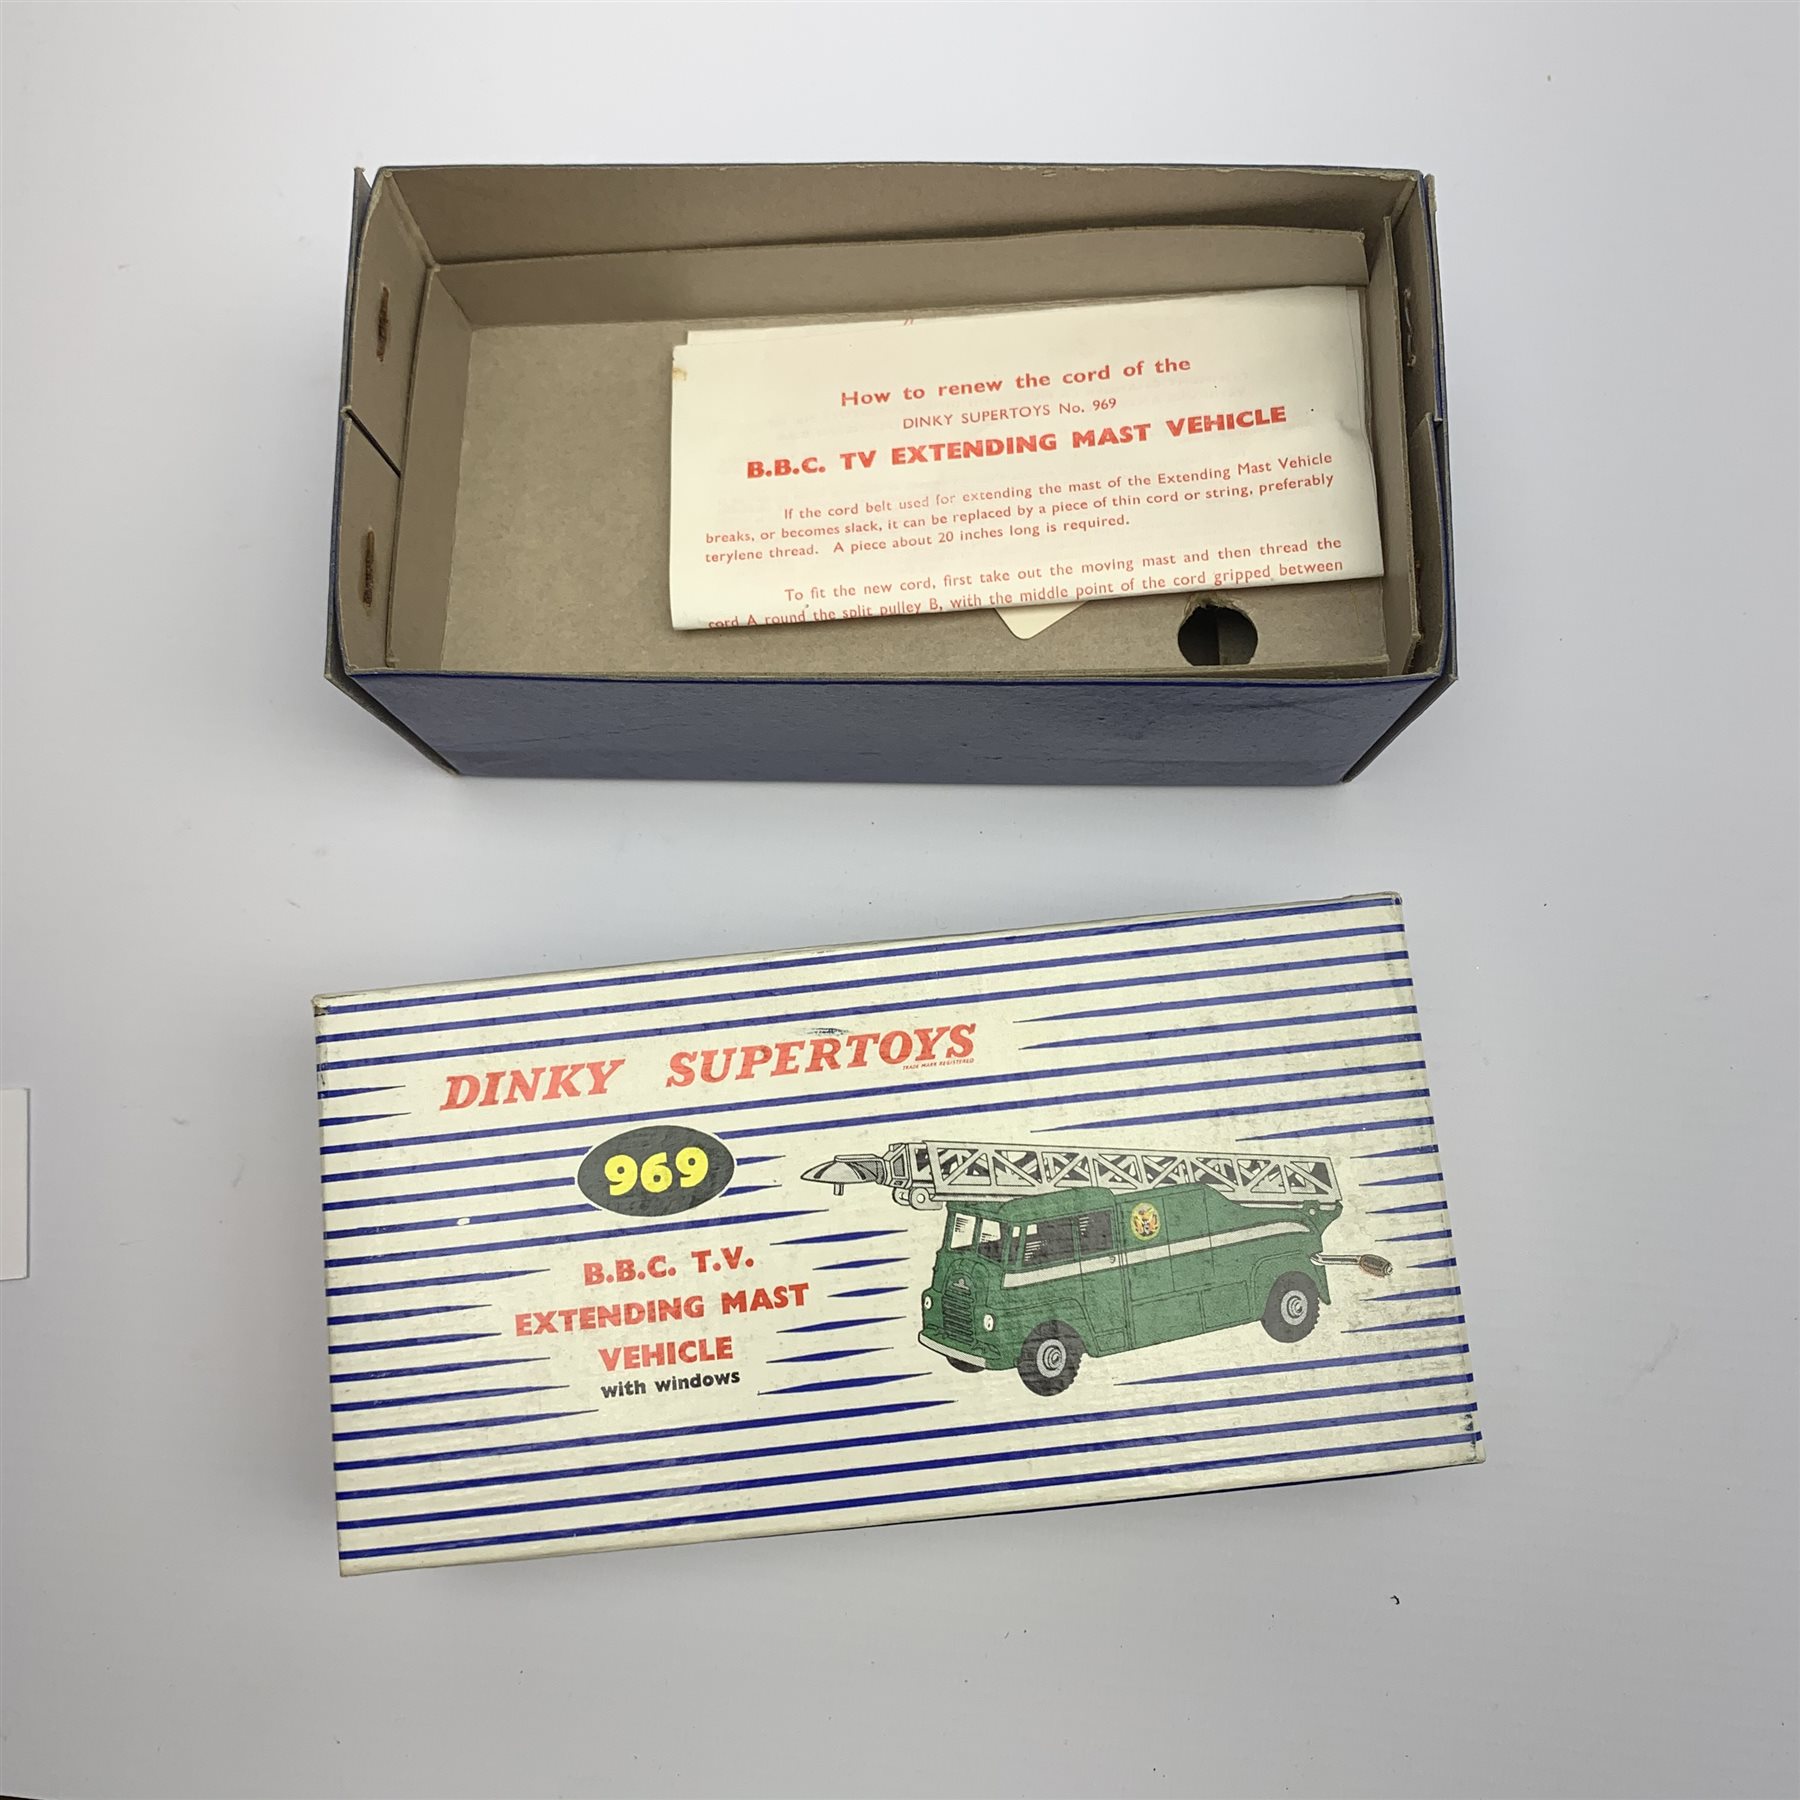 How to renew the cord of the
DINKY SUPERTOYS No. 969
B.B.C. TV EXTENDING MAST VEHICLE
If the cord belt used for extending the mast of the Extending Mast Vehicle
breaks, or becomes slack, it can be replaced by a piece of thin cord or string, preferably
terylene thread. A piece about 20 inches long is required.
To fit the new cord, first take out the moving mast and then thread the
cord A round the split pulley B, with the middle point of the cord gripped between
DINKY SUPERTOYS
TRADE MARK REGISTERED
969
B.B.C. T.V.
EXTENDING MAST
VEHICLE
with windows